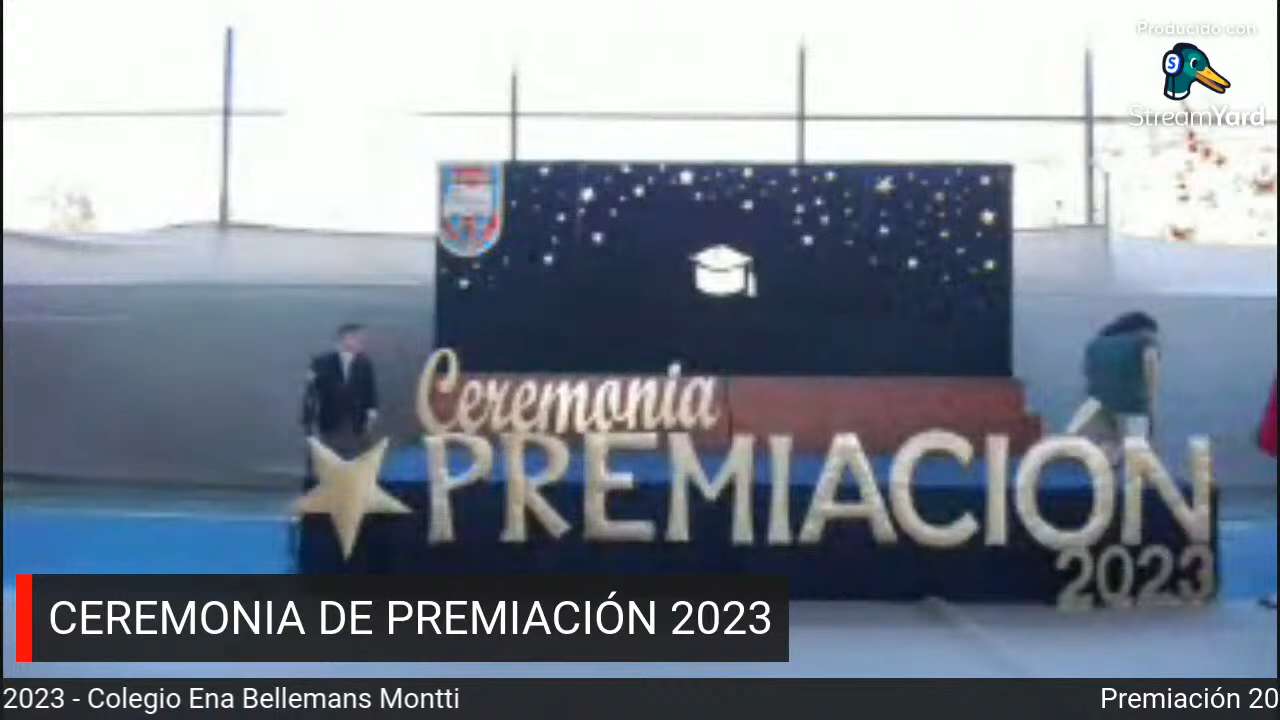 Producido con
S
StreamYard
Ceremonia
PREMIACIÓN
2023
CEREMONIA DE PREMIACIÓN 2023
2023 - Colegio Ena Bellemans Montti
Premiación 20